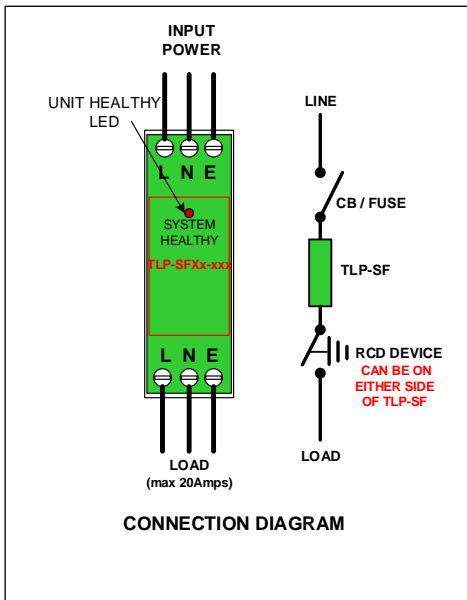 INPUT
POWER
UNIT HEALTHY
LED
L N E
SYSTEM
HEALTHY
TLP-SFXx-xxx
L N E
LOAD
(max 20Amps)
LINE
CB / FUSE
TLP-SF
RCD DEVICE
CAN BE ON
EITHER SIDE
OF TLP-SF
LOAD
CONNECTION DIAGRAM